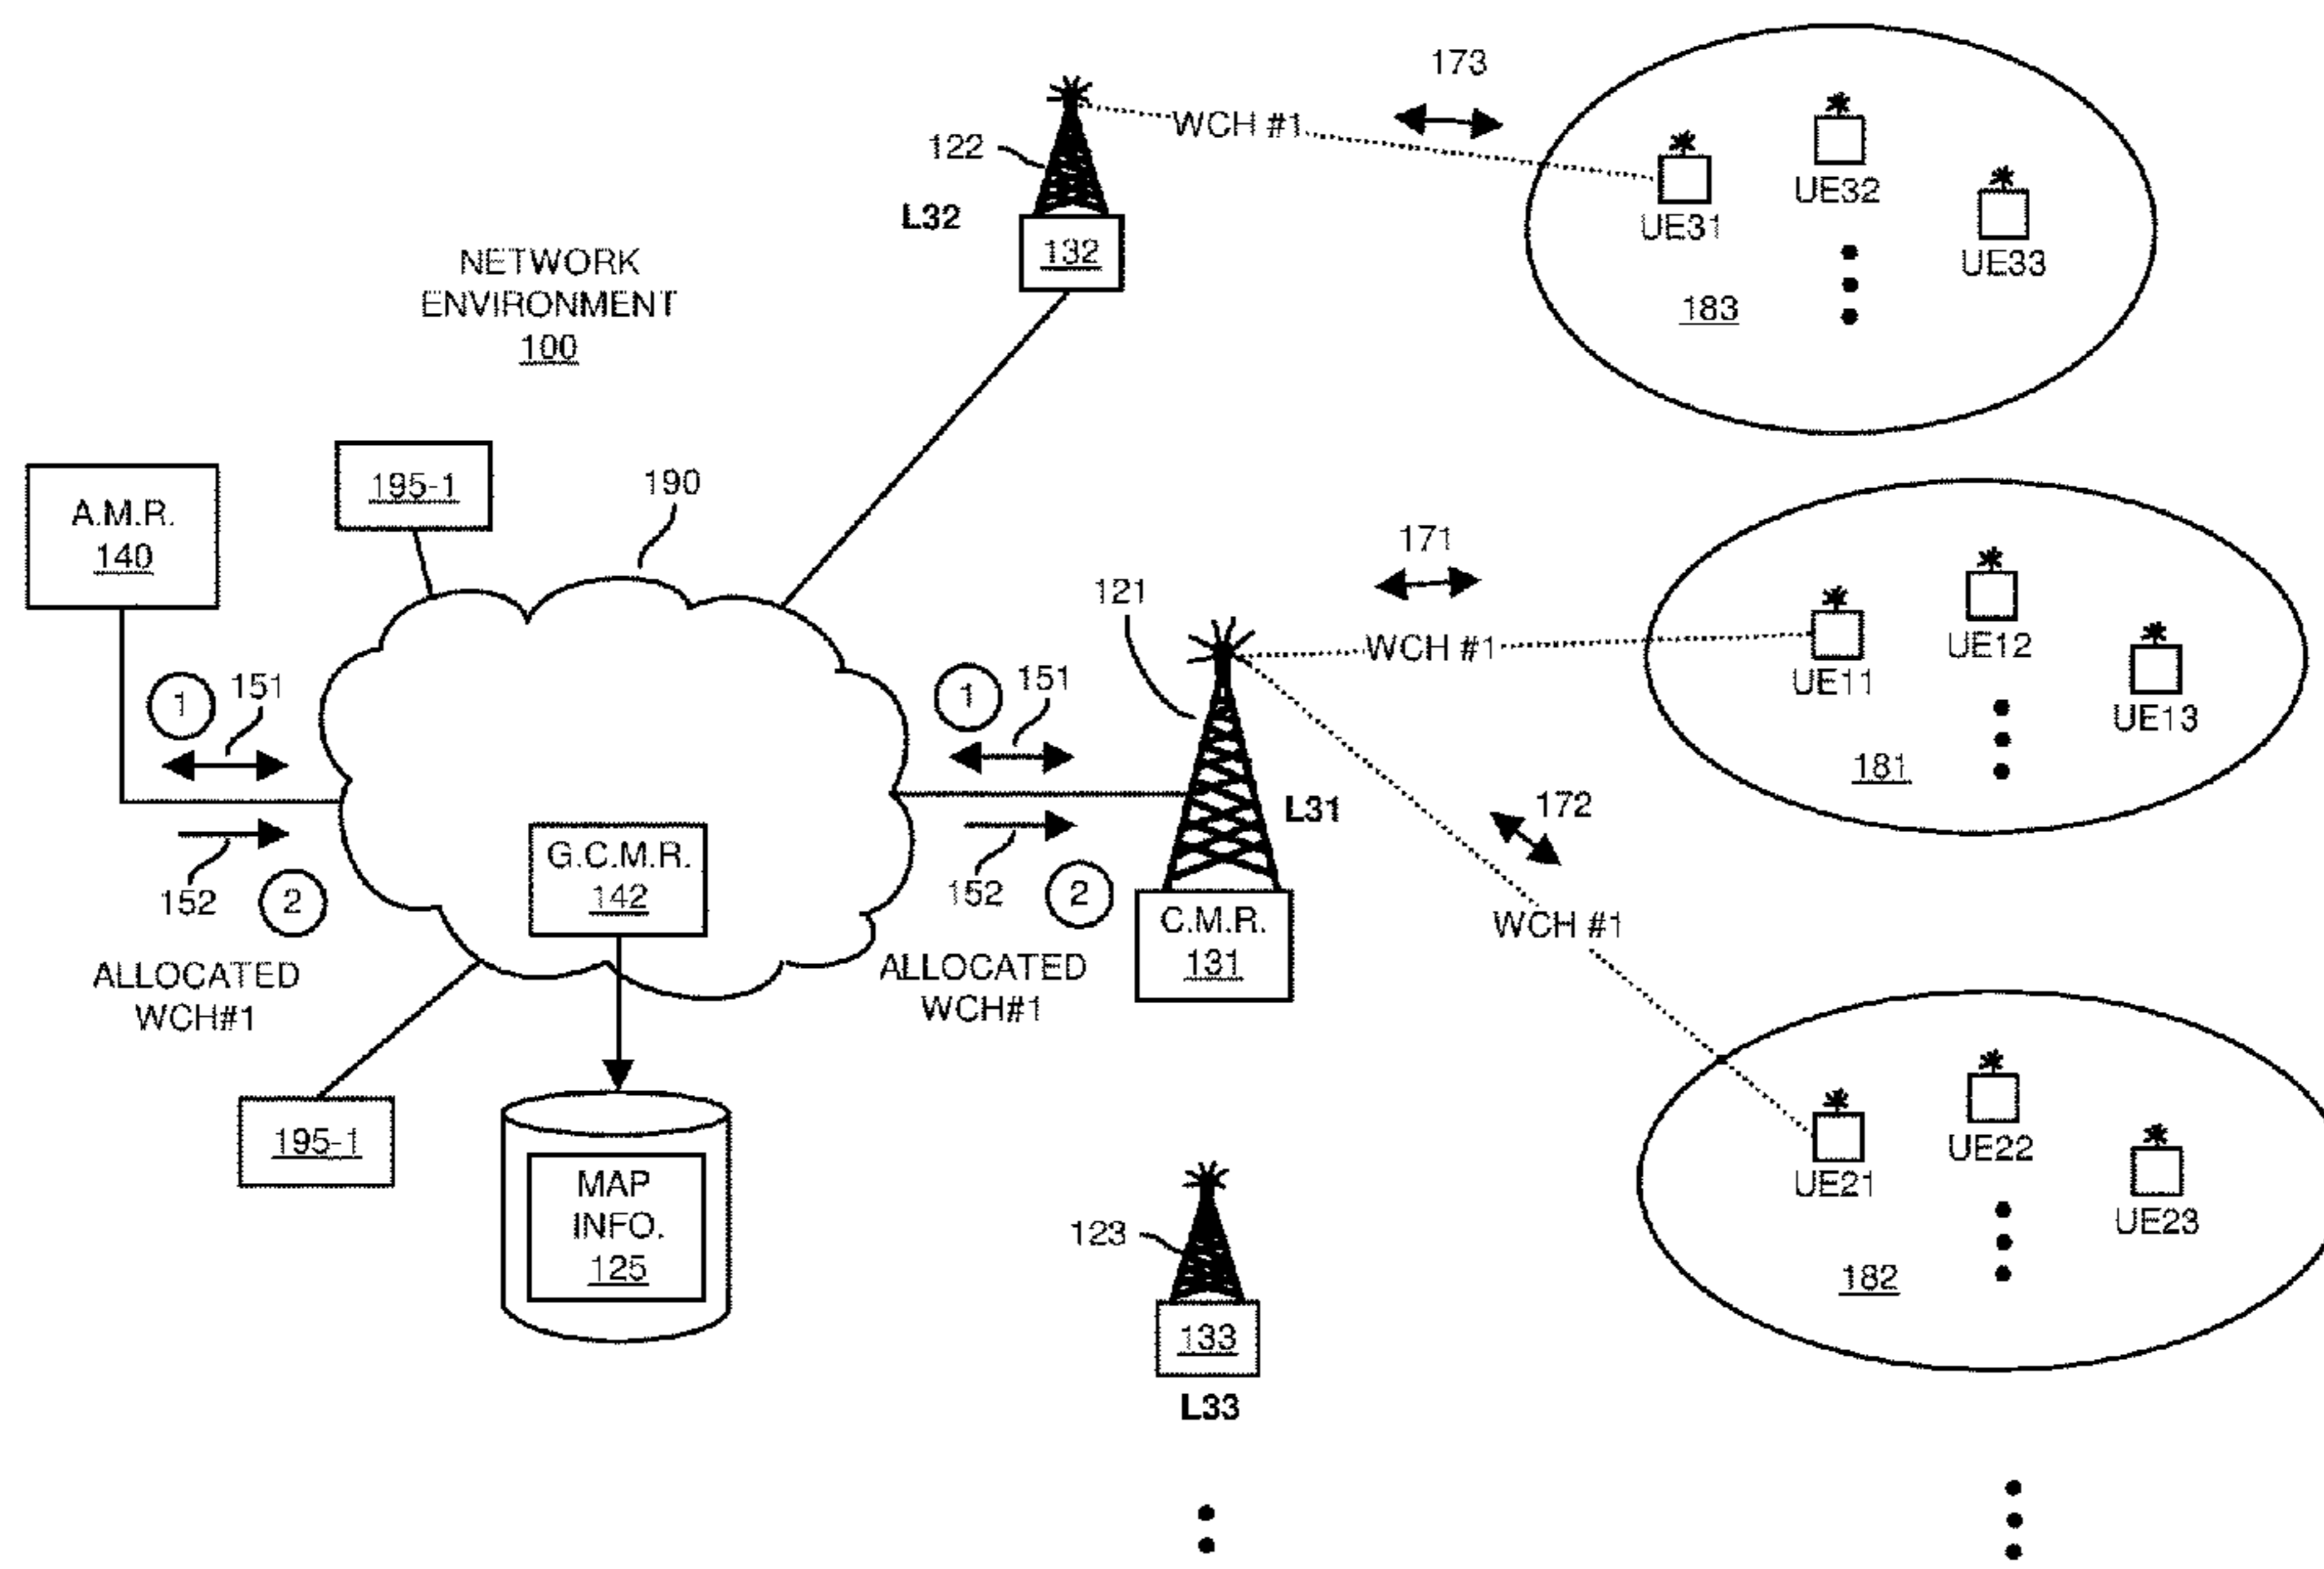 173
WCH #1
122
L32
132
UE31
UE32
UE33
183
NETWORK
ENVIRONMENT
100
A.M.R.
140
195-1
190
171
121
WCH #1
UE11
UE12
UE13
181
1
151
1
151
L31
172
152
2
G.C.M.R.
142
152
2
C.M.R.
131
WCH #1
ALLOCATED
WCH#1
ALLOCATED
WCH#1
195-1
MAP
INFO.
125
123
133
L33
UE21
UE22
UE23
182